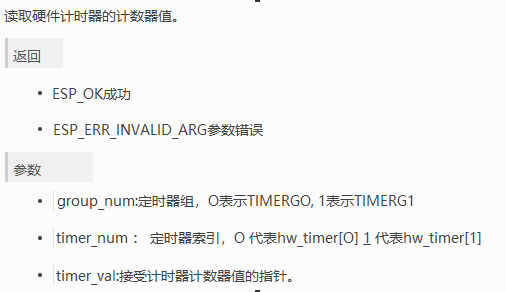 读取硬件计时器的计数器值。
返回
• ESP_OK成功
• ESP_ERR_INVALID_ARG参数错误
参数
• group_num:定时器组，O表示TIMERGO, 1表示TIMERG1
• timer_num： 定时器索引，O 代表hw_timer[O] 1 代表hw_timer[1]
• timer_val:接受计时器计数器值的指针。